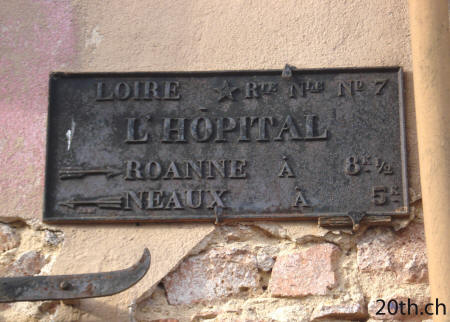 LOIRE ★ Rᵗᵉ Nˡᵉ Nº 7
L'HÔPITAL
ROANNE À 8ᴷ ½
NEAUX À 5ᴷ
20th.ch